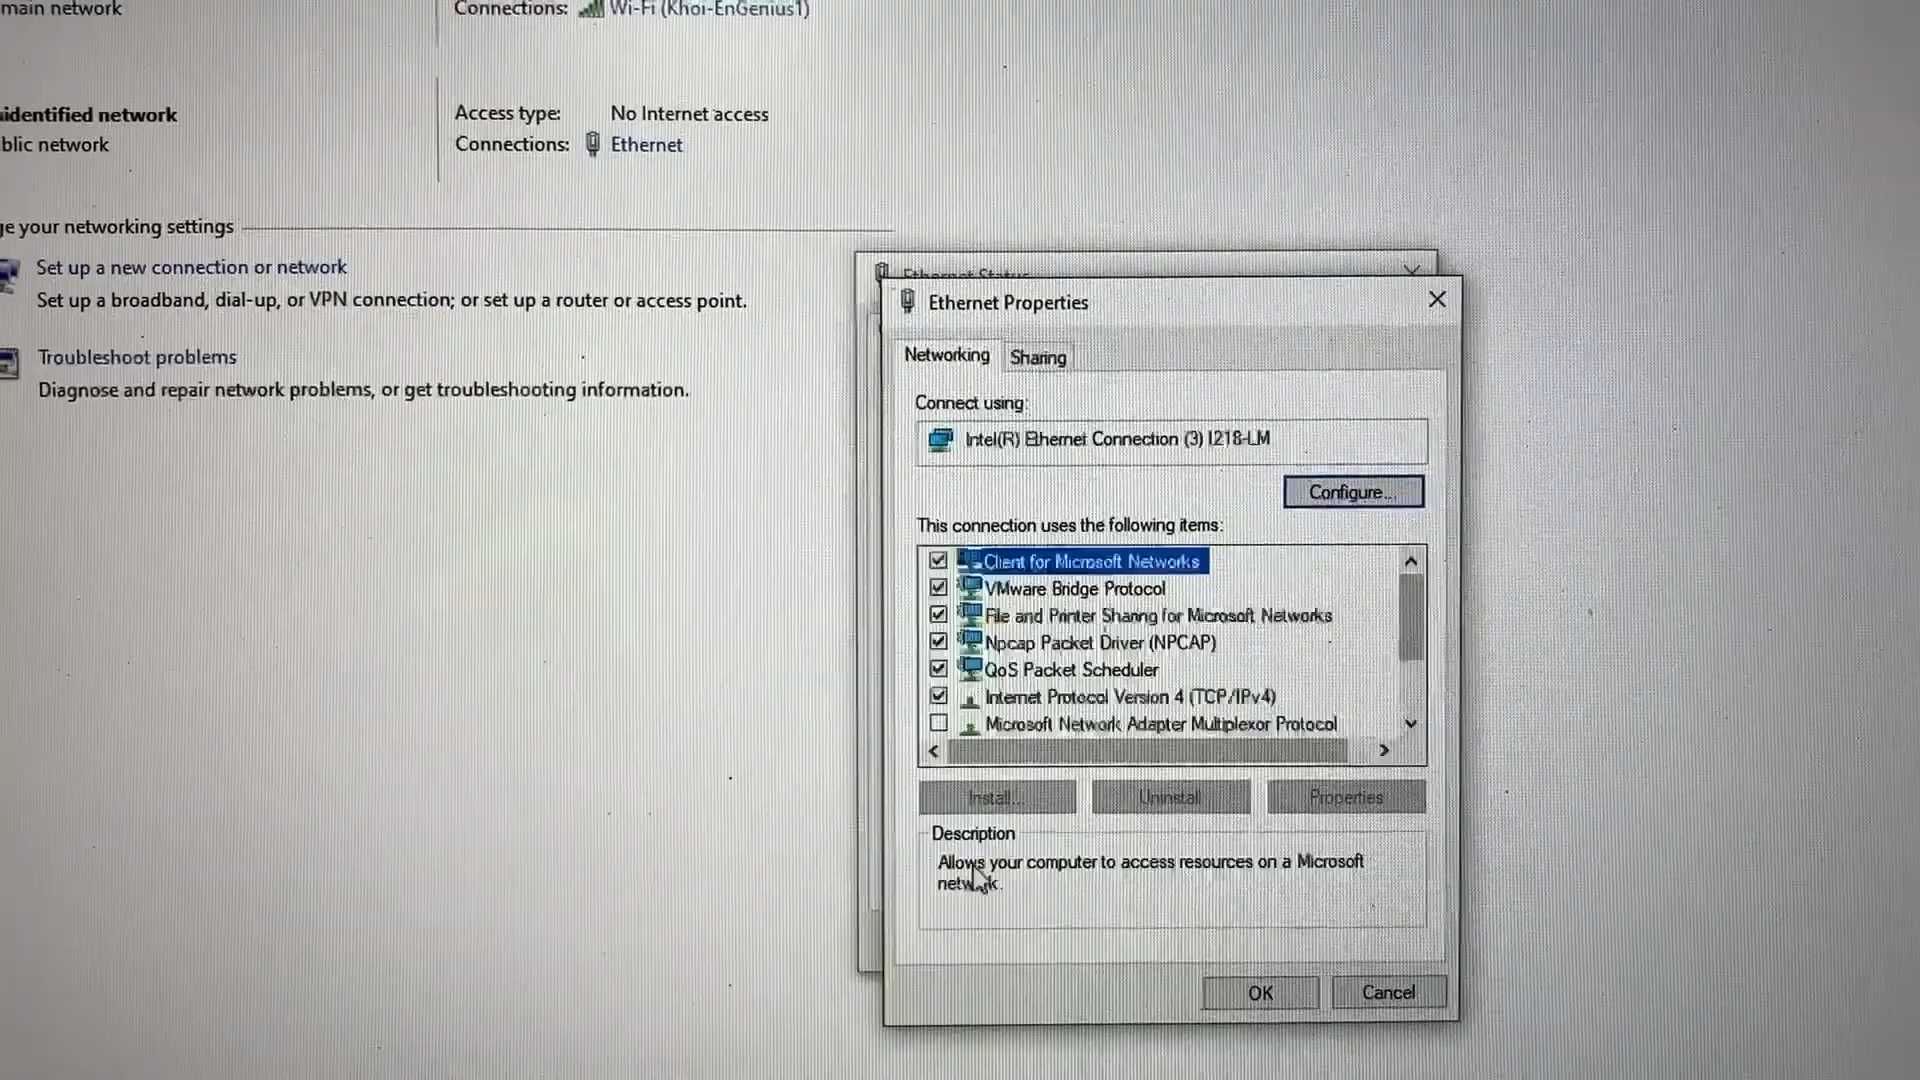 main network
Connections: Wi-Fi (Khoi-EnGenius1)
identified network
Access type: No Internet access
blic network
Connections: Ethernet
ge your networking settings
Set up a new connection or network
Set up a broadband, dial-up, or VPN connection; or set up a router or access point.
Troubleshoot problems
Diagnose and repair network problems, or get troubleshooting information.
Ethernet Status
Ethernet Properties
Networking Sharing
Connect using:
Intel(R) Ethernet Connection (3) I218-LM
Configure...
This connection uses the following items:
Client for Microsoft Networks
VMware Bridge Protocol
File and Printer Sharing for Microsoft Networks
Npcap Packet Driver (NPCAP)
QoS Packet Scheduler
Internet Protocol Version 4 (TCP/IPv4)
Microsoft Network Adapter Multiplexor Protocol
Install... Uninstall Properties
Description
Allows your computer to access resources on a Microsoft
network.
OK Cancel